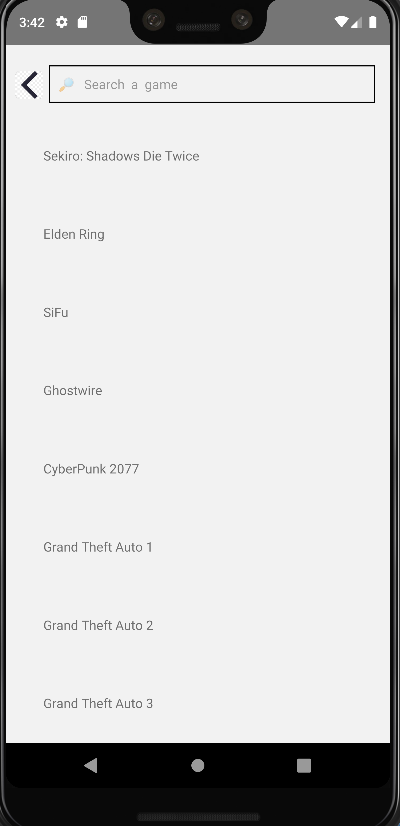 3:42
Search a game
Sekiro: Shadows Die Twice
Elden Ring
SiFu
Ghostwire
CyberPunk 2077
Grand Theft Auto 1
Grand Theft Auto 2
Grand Theft Auto 3